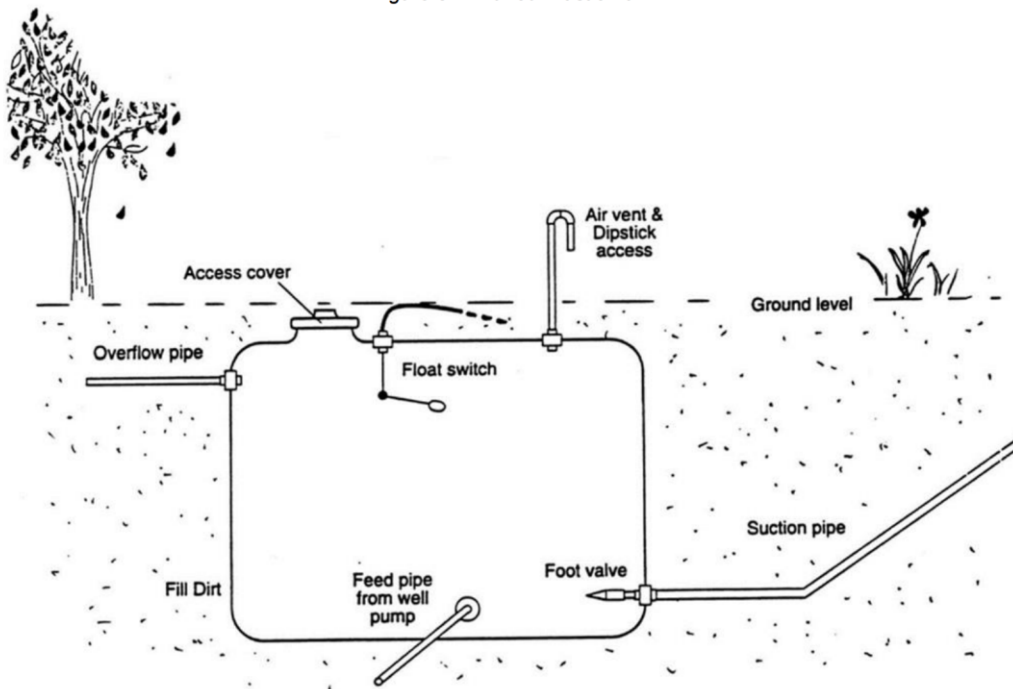 Air vent &
Dipstick
access
Access cover
Ground level
Overflow pipe
Float switch
Suction pipe
Foot valve
Feed pipe
from well
pump
Fill Dirt